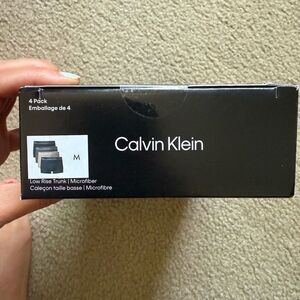 4 Pack
Emballage de 4
M
Calvin Klein
Low Rise Trunk | Microfiber
Caleçon taille basse | Microfibre